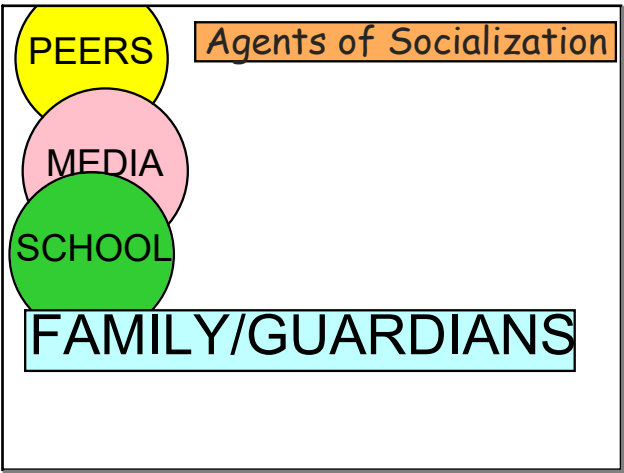 PEERS
Agents of Socialization
MEDIA
SCHOOL
FAMILY/GUARDIANS